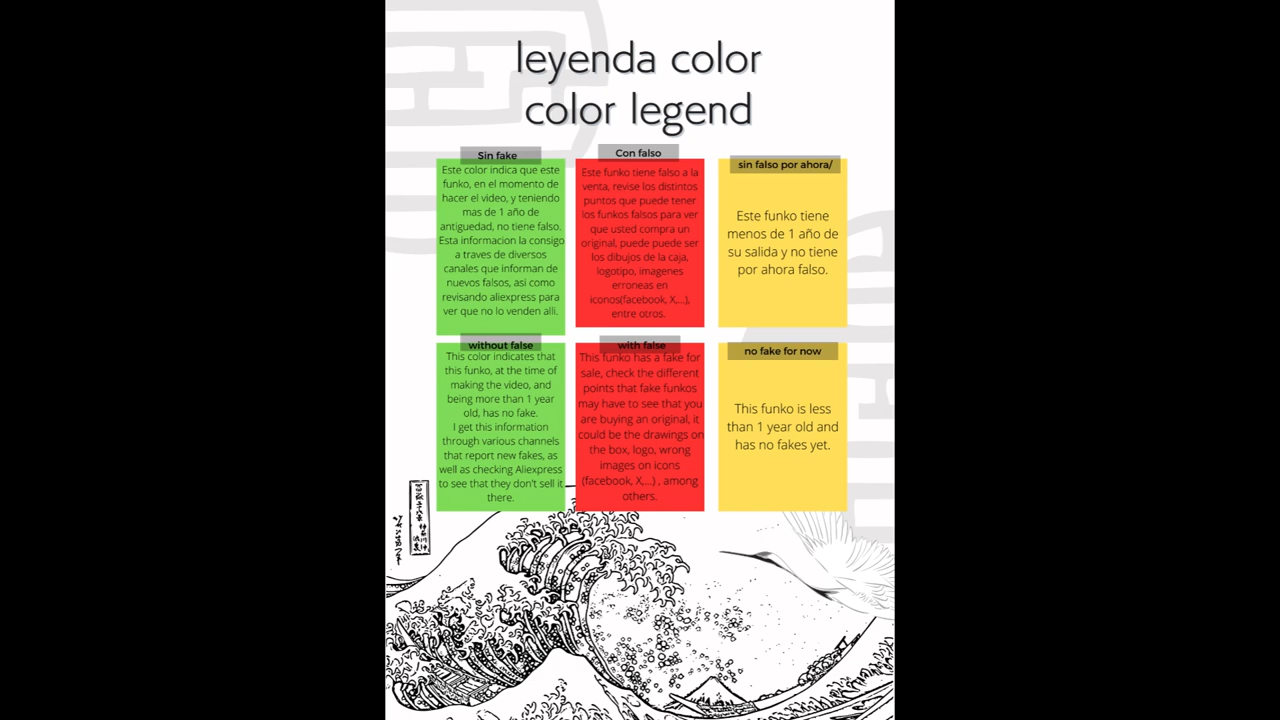 leyenda color
color legend
Sin fake
Este color indica que este
funko, en el momento de
hacer el video, y teniendo
mas de 1 año de
antiguedad, no tiene falso.
Esta informacion la consigo
a traves de diversos
canales que informan de
nuevos falsos, asi como
revisando aliexpress para
ver que no lo venden alli.
Con falso
Este funko tiene falso a la
venta, revise los distintos
puntos que puede tener
los funkos falsos para ver
que usted compra un
original, puede puede ser
los dibujos de la caja,
logotipo, imagenes
erroneas en
iconos(facebook, X,...),
entre otros.
sin falso por ahora/
Este funko tiene
menos de 1 año de
su salida y no tiene
por ahora falso.
without false
This color indicates that
this funko, at the time of
making the video, and
being more than 1 year
old, has no fake.
I get this information
through various channels
that report new fakes, as
well as checking Aliexpress
to see that they don't sell it
there.
with false
This funko has a fake for
sale, check the different
points that fake funkos
may have to see that you
are buying an original, it
could be the drawings on
the box, logo, wrong
images on icons
(facebook, X,...) , among
others.
no fake for now
This funko is less
than 1 year old and
has no fakes yet.